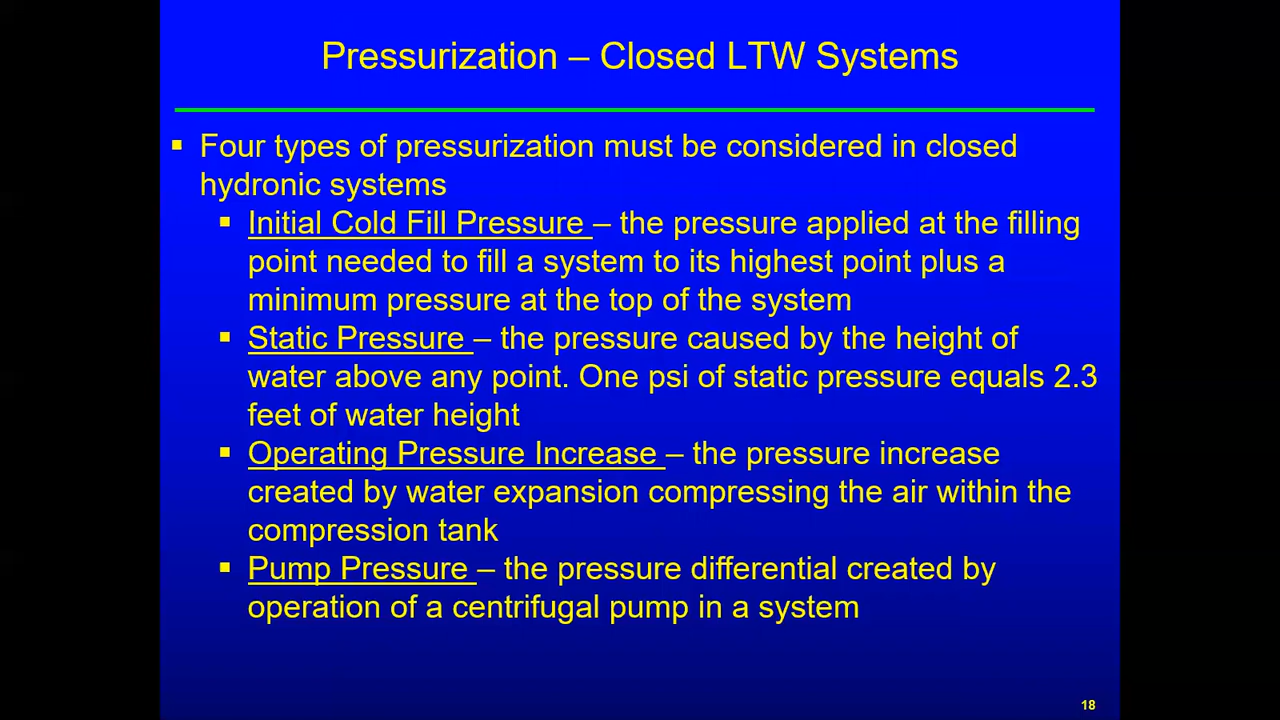 Pressurization – Closed LTW Systems
▪ Four types of pressurization must be considered in closed
hydronic systems
▪ Initial Cold Fill Pressure – the pressure applied at the filling
point needed to fill a system to its highest point plus a
minimum pressure at the top of the system
▪ Static Pressure – the pressure caused by the height of
water above any point. One psi of static pressure equals 2.3
feet of water height
▪ Operating Pressure Increase – the pressure increase
created by water expansion compressing the air within the
compression tank
▪ Pump Pressure – the pressure differential created by
operation of a centrifugal pump in a system
18